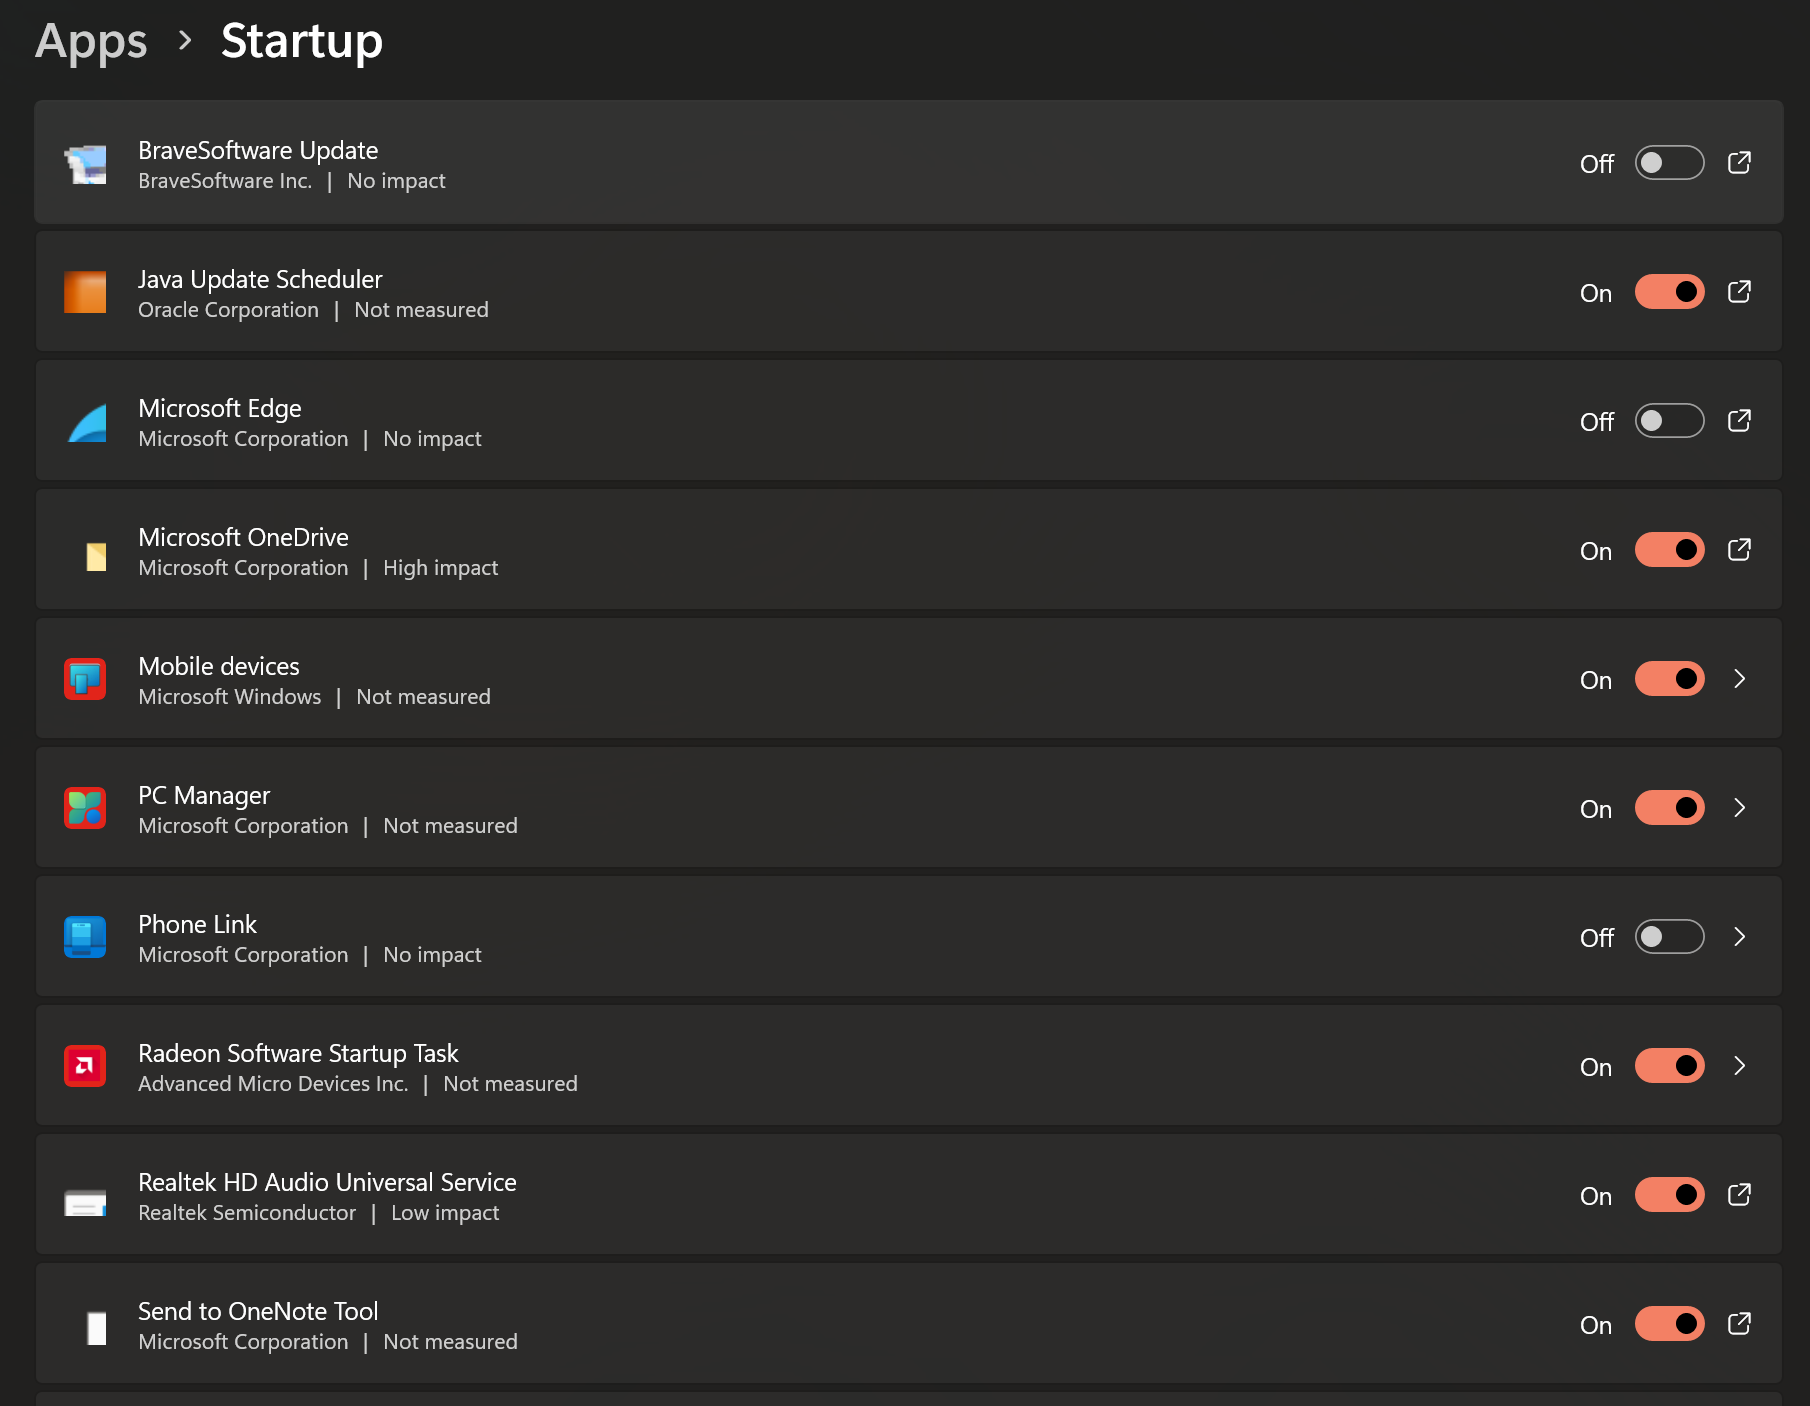 Apps > Startup
BraveSoftware Update
BraveSoftware Inc. | No impact
Off
Java Update Scheduler
Oracle Corporation | Not measured
On
Microsoft Edge
Microsoft Corporation | No impact
Off
Microsoft OneDrive
Microsoft Corporation | High impact
On
Mobile devices
Microsoft Windows | Not measured
On
PC Manager
Microsoft Corporation | Not measured
On
Phone Link
Microsoft Corporation | No impact
Off
Radeon Software Startup Task
Advanced Micro Devices Inc. | Not measured
On
Realtek HD Audio Universal Service
Realtek Semiconductor | Low impact
On
Send to OneNote Tool
Microsoft Corporation | Not measured
On